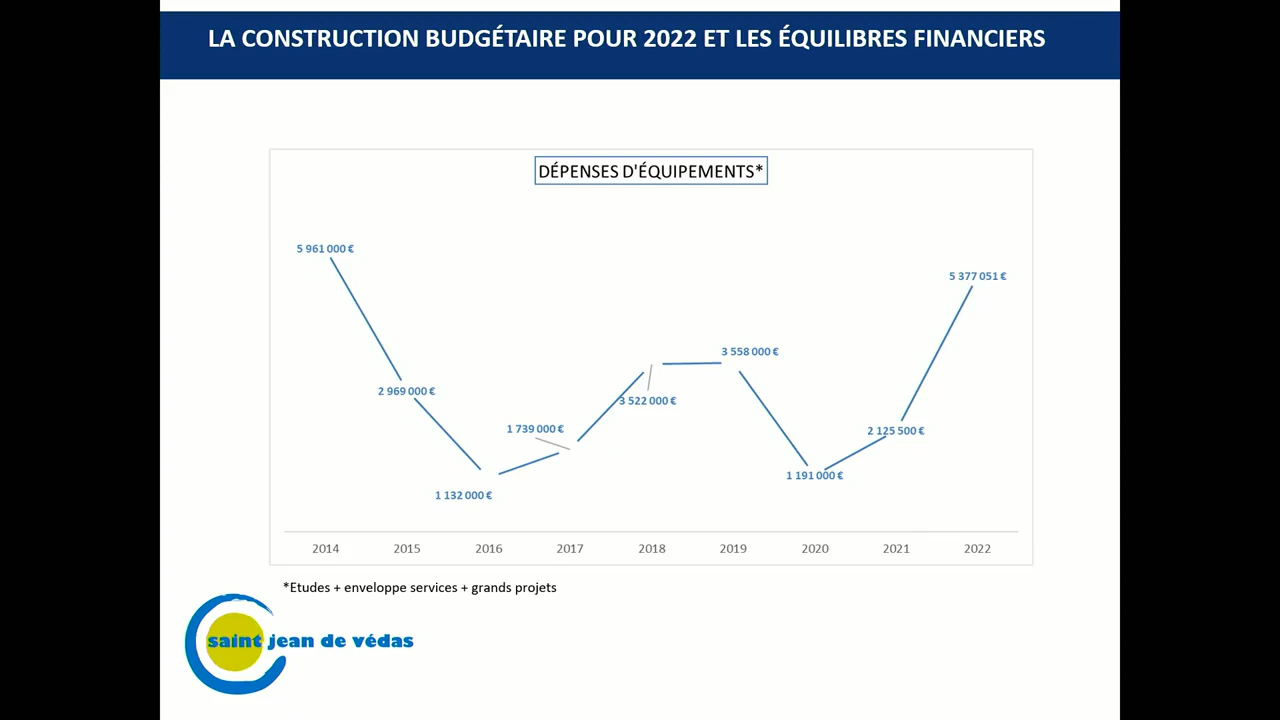 LA CONSTRUCTION BUDGÉTAIRE POUR 2022 ET LES ÉQUILIBRES FINANCIERS
DÉPENSES D'ÉQUIPEMENTS*
5 961 000 €
5 377 051 €
3 558 000 €
2 969 000 €
3 522 000 €
1 739 000 €
2 125 500 €
1 191 000 €
1 132 000 €
2014 2015 2016 2017 2018 2019 2020 2021 2022
*Etudes + enveloppe services + grands projets
saint jean de védas